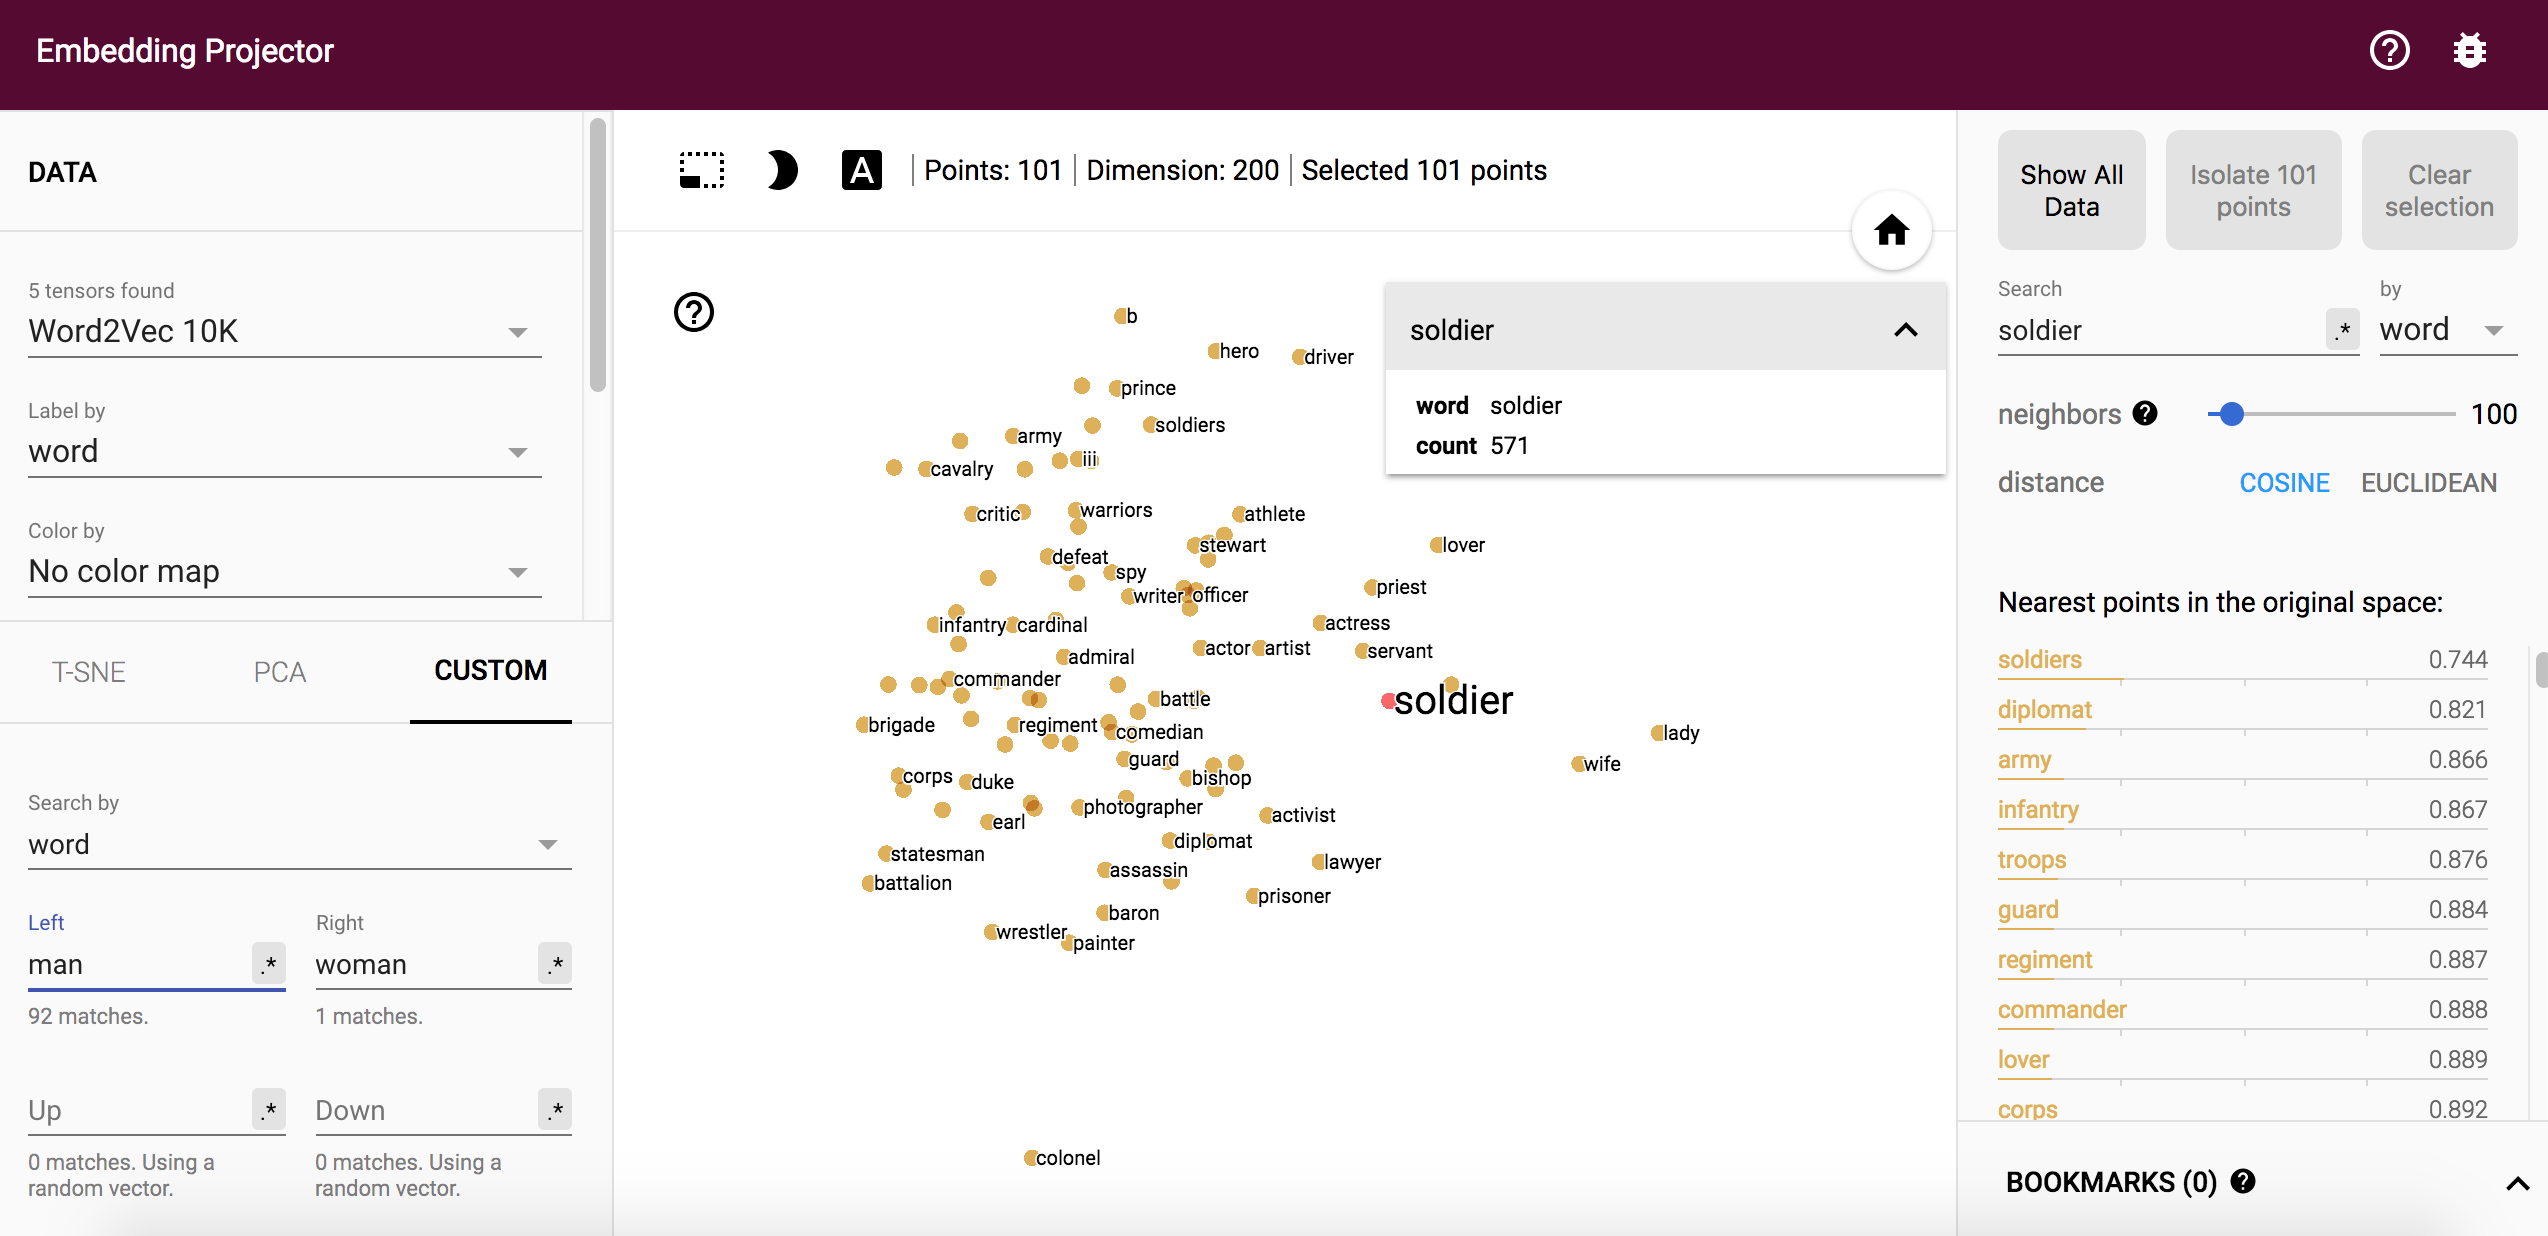 Embedding Projector
DATA
5 tensors found
Word2Vec 10K
Label by
word
Color by
No color map
T-SNE PCA CUSTOM
Search by
word
Left Right
man .* woman .*
92 matches. 1 matches.
Up .* Down .*
0 matches. Using a random vector. 0 matches. Using a random vector.
A | Points: 101 | Dimension: 200 | Selected 101 points
soldier
word soldier
count 571
b
hero
driver
prince
soldiers
army
iii
cavalry
critic
warriors
athlete
stewart
lover
defeat
spy
priest
writer
officer
infantry
cardinal
actress
actor
artist
servant
admiral
commander
battle
soldier
brigade
regiment
comedian
lady
guard
wife
corps
duke
bishop
photographer
earl
activist
diplomat
statesman
lawyer
assassin
battalion
prisoner
baron
wrestler
painter
colonel
Show All Data
Isolate 101 points
Clear selection
Search by
soldier .* word
neighbors 100
distance COSINE EUCLIDEAN
Nearest points in the original space:
soldiers 0.744
diplomat 0.821
army 0.866
infantry 0.867
troops 0.876
guard 0.884
regiment 0.887
commander 0.888
lover 0.889
corps 0.892
BOOKMARKS (0)